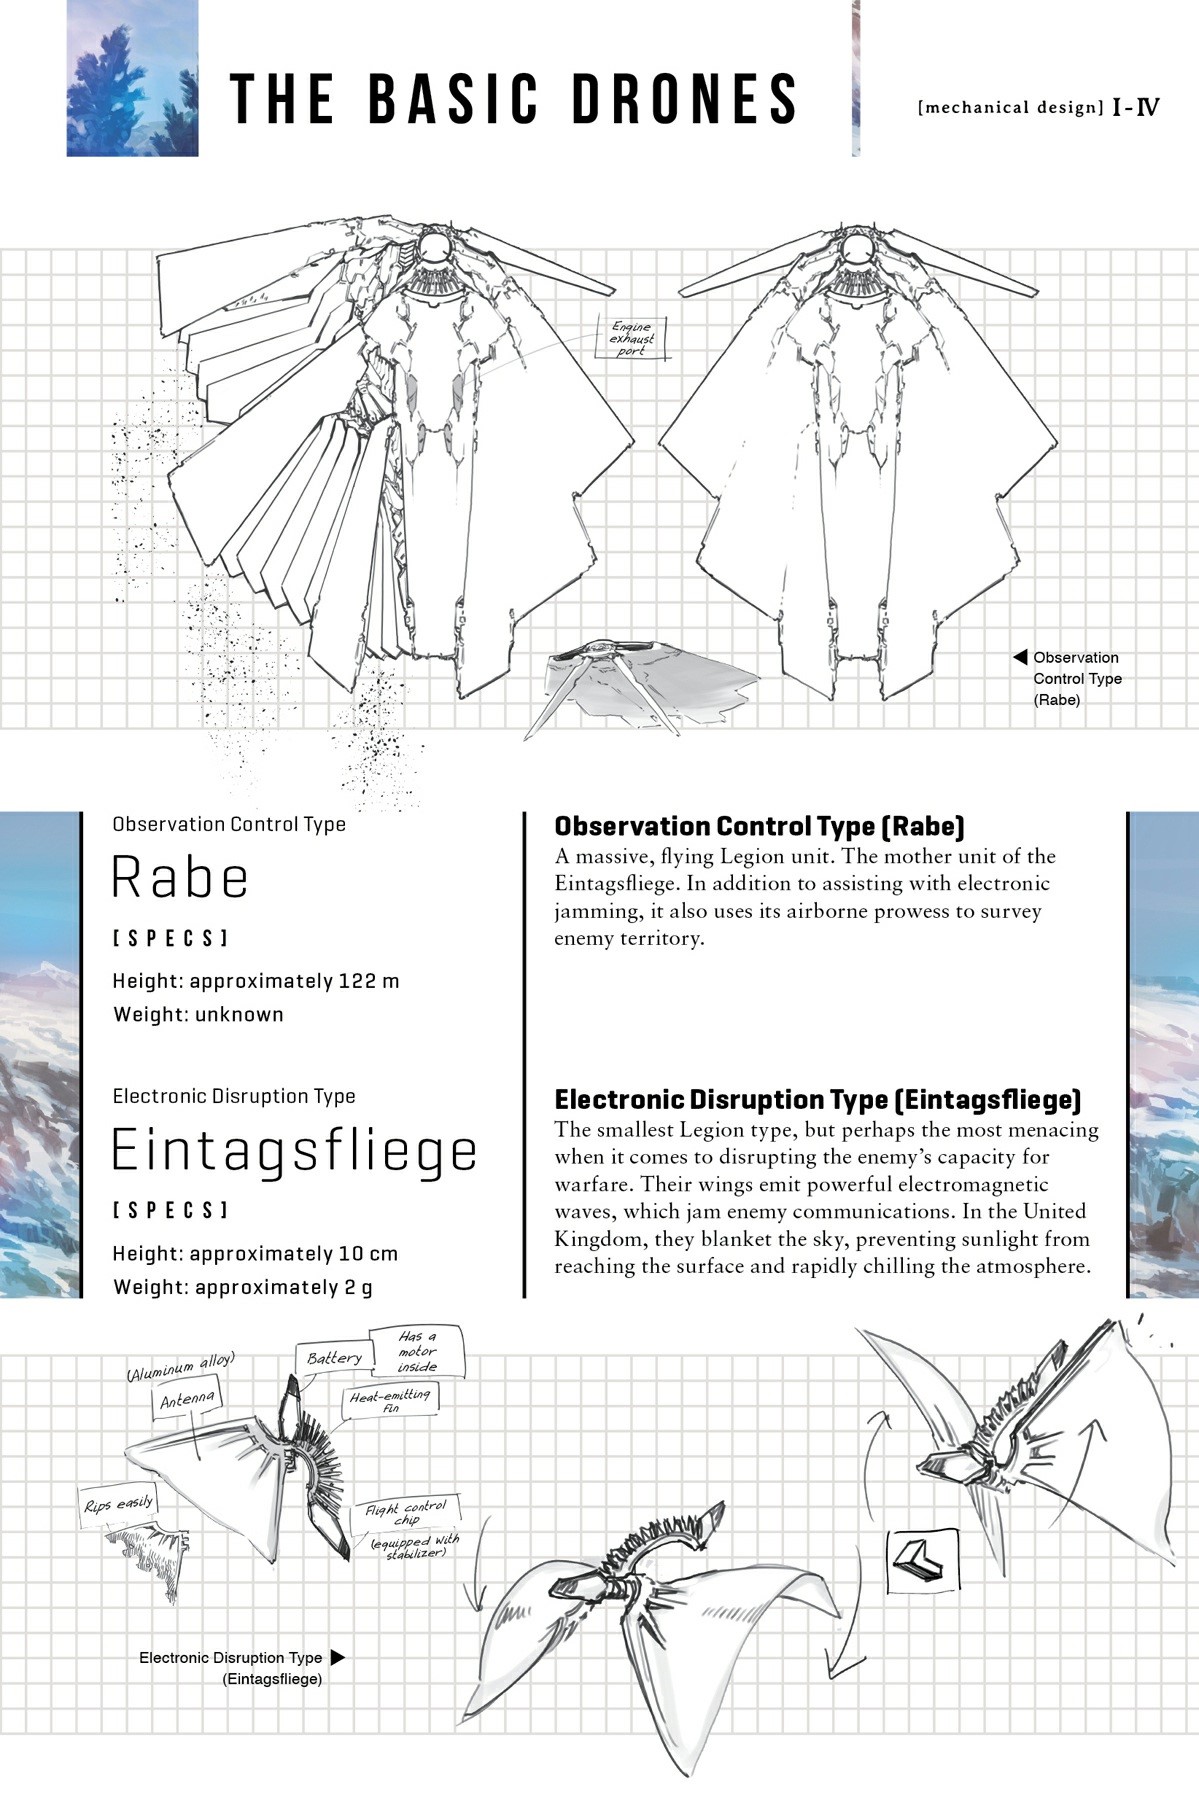 THE BASIC DRONES
[mechanical design] I-IV
Engine
exhaust
port
◀ Observation
Control Type
(Rabe)
Observation Control Type
Rabe
[SPECS]
Height: approximately 122 m
Weight: unknown
Observation Control Type (Rabe)
A massive, flying Legion unit. The mother unit of the
Eintagsfliege. In addition to assisting with electronic
jamming, it also uses its airborne prowess to survey
enemy territory.
Electronic Disruption Type
Eintagsfliege
[SPECS]
Height: approximately 10 cm
Weight: approximately 2 g
Electronic Disruption Type (Eintagsfliege)
The smallest Legion type, but perhaps the most menacing
when it comes to disrupting the enemy’s capacity for
warfare. Their wings emit powerful electromagnetic
waves, which jam enemy communications. In the United
Kingdom, they blanket the sky, preventing sunlight from
reaching the surface and rapidly chilling the atmosphere.
(Aluminum alloy)
Antenna
Battery
Has a
motor
inside
Heat-emitting
fin
Rips easily
Flight control
chip
(equipped with
stabilizer)
Electronic Disruption Type ▶
(Eintagsfliege)